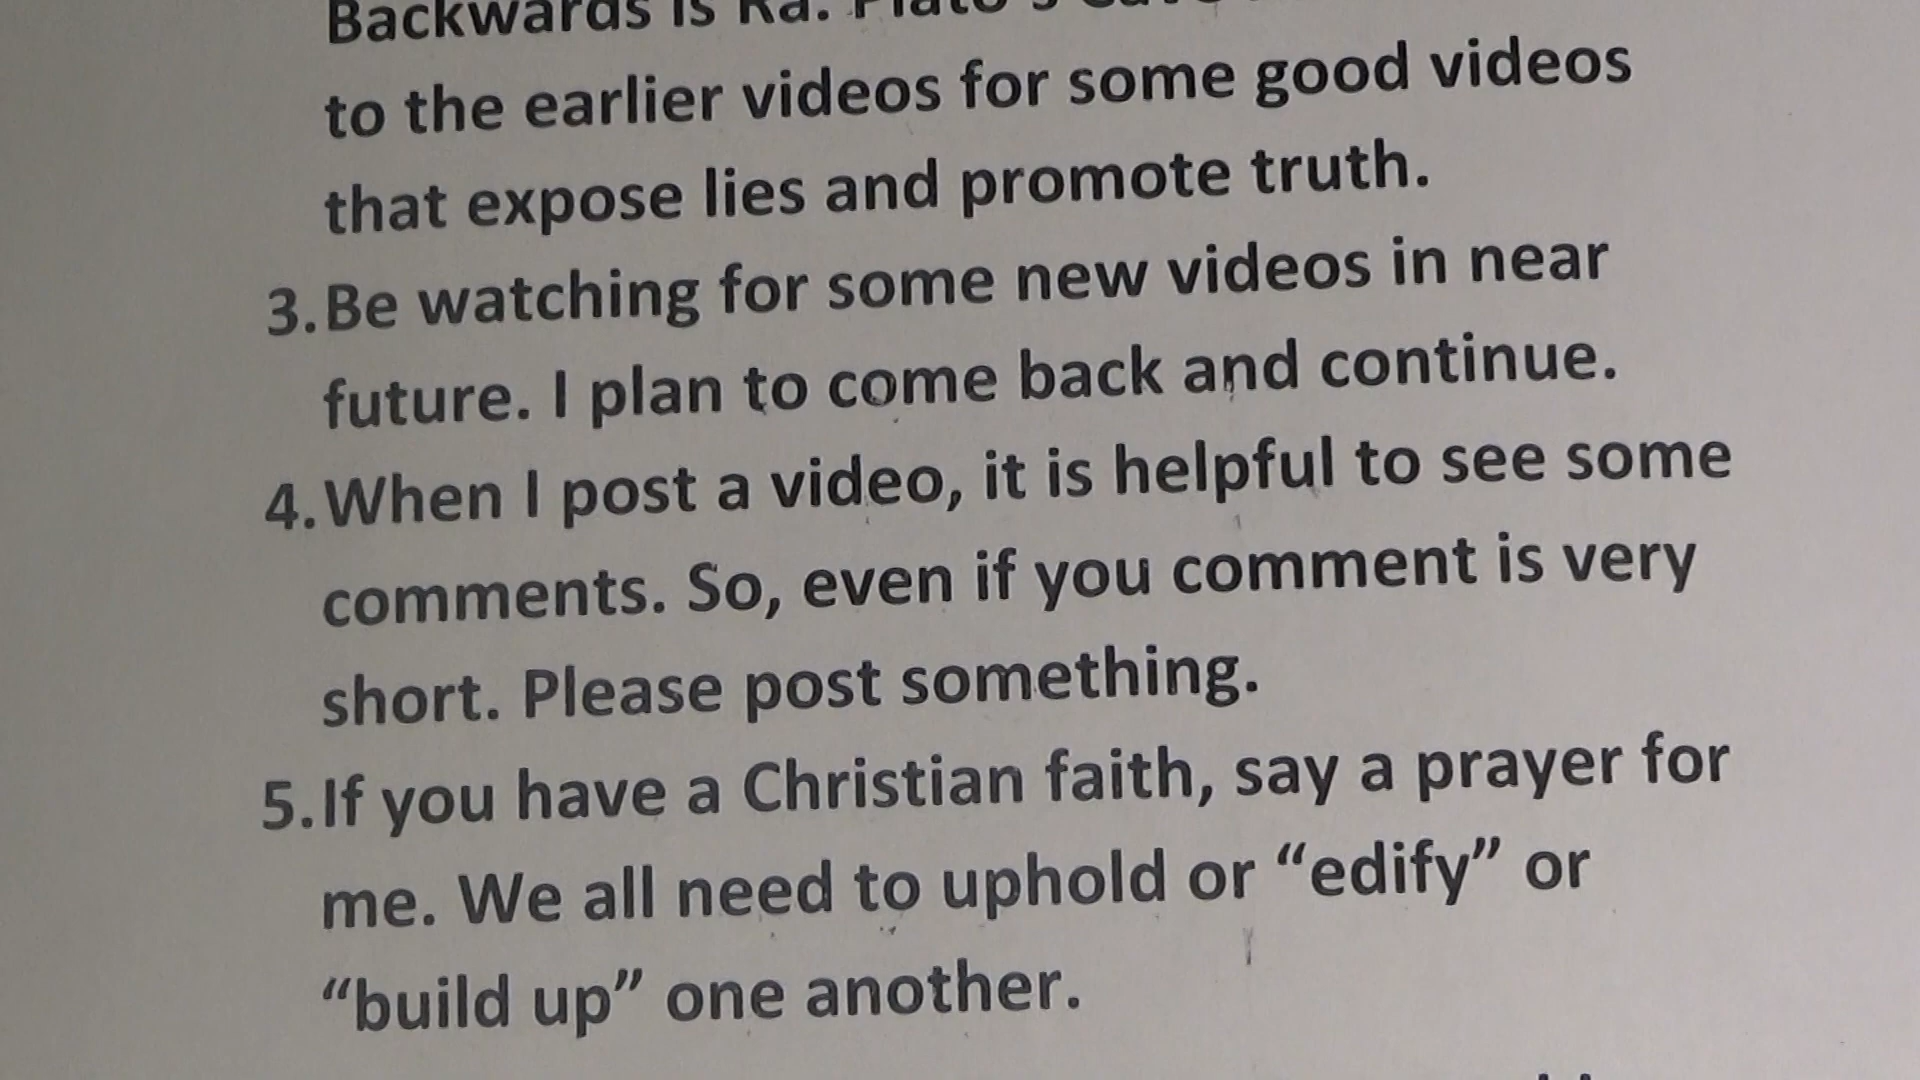 Backwards is Ra. Plato's
to the earlier videos for some good videos
that expose lies and promote truth.
3. Be watching for some new videos in near
future. I plan to come back and continue.
4. When I post a video, it is helpful to see some
comments. So, even if you comment is very
short. Please post something.
5. If you have a Christian faith, say a prayer for
me. We all need to uphold or “edify” or
“build up” one another.